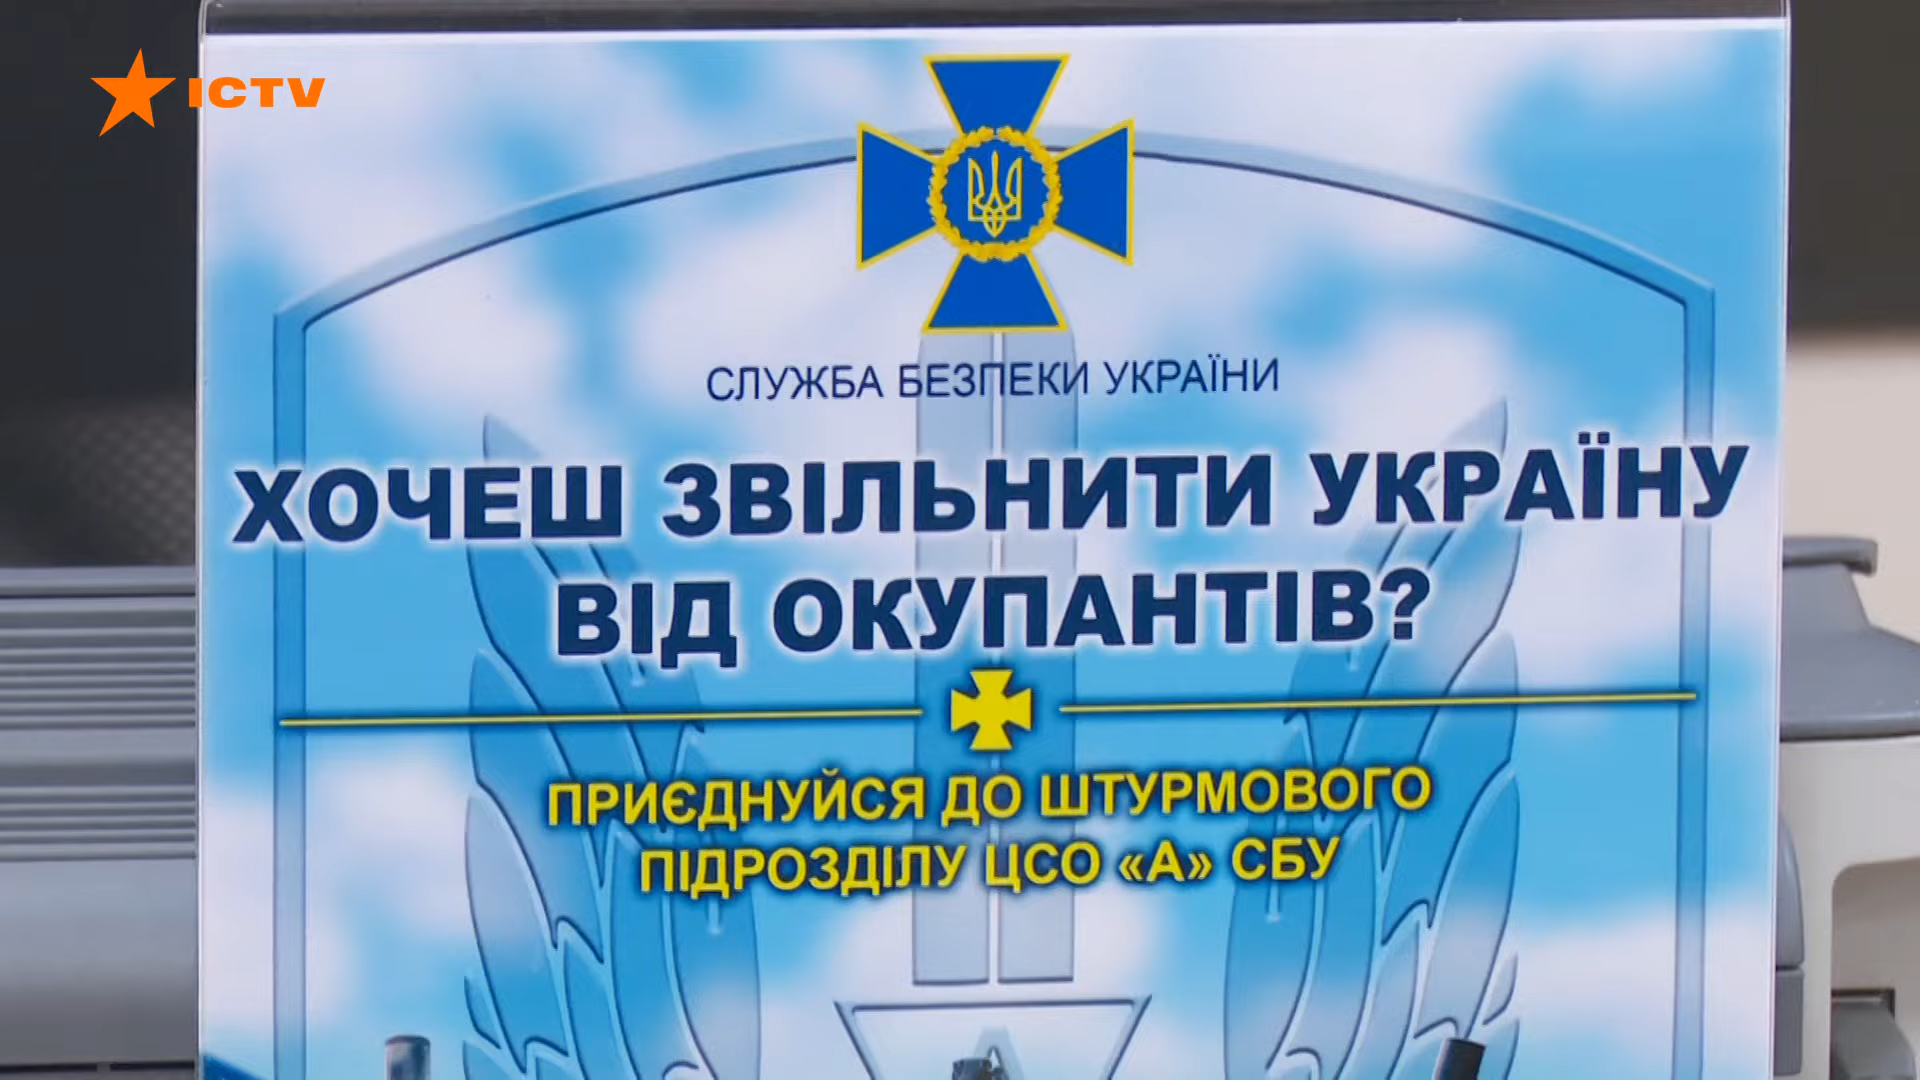 ICTV
СЛУЖБА БЕЗПЕКИ УКРАЇНИ
ХОЧЕШ ЗВІЛЬНИТИ УКРАЇНУ
ВІД ОКУПАНТІВ?
ПРИЄДНУЙСЯ ДО ШТУРМОВОГО
ПІДРОЗДІЛУ ЦСО «А» СБУ